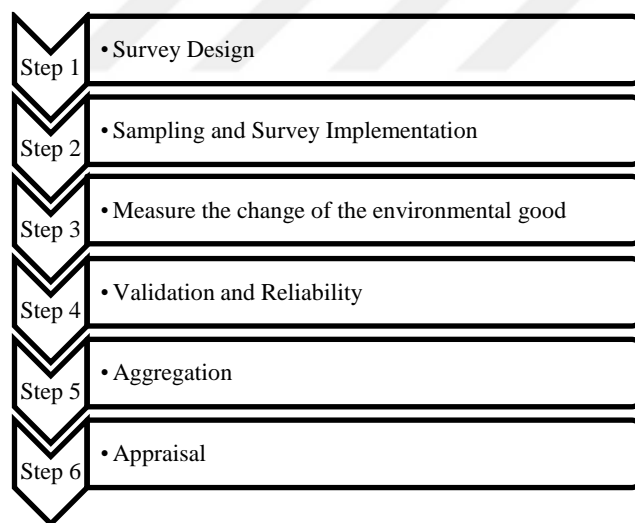 Step 1
• Survey Design
Step 2
• Sampling and Survey Implementation
Step 3
• Measure the change of the environmental good
Step 4
• Validation and Reliability
Step 5
• Aggregation
Step 6
• Appraisal